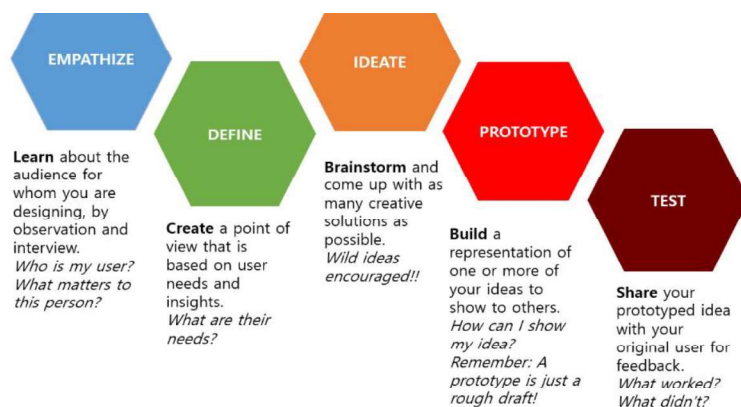 EMPATHIZE
Learn about the
audience for
whom you are
designing, by
observation and
interview.
Who is my user?
What matters to
this person?
DEFINE
Create a point of
view that is
based on user
needs and
insights.
What are their
needs?
IDEATE
Brainstorm and
come up with as
many creative
solutions as
possible.
Wild ideas
encouraged!!
PROTOTYPE
Build a
representation of
one or more of
your ideas to
show to others.
How can I show
my idea?
Remember: A
prototype is just a
rough draft!
TEST
Share your
prototyped idea
with your
original user for
feedback.
What worked?
What didn't?